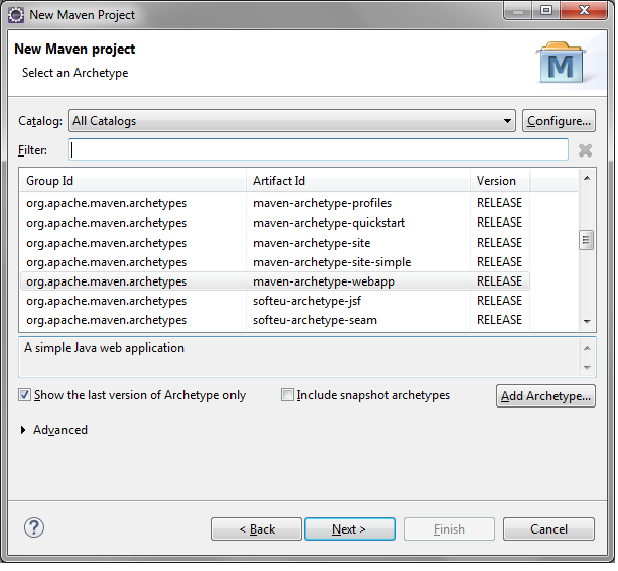 New Maven Project
New Maven project
Select an Archetype
M
Catalog: All Catalogs Configure...
Filter:
Group Id Artifact Id Version
org.apache.maven.archetypes maven-archetype-profiles RELEASE
org.apache.maven.archetypes maven-archetype-quickstart RELEASE
org.apache.maven.archetypes maven-archetype-site RELEASE
org.apache.maven.archetypes maven-archetype-site-simple RELEASE
org.apache.maven.archetypes maven-archetype-webapp RELEASE
org.apache.maven.archetypes softeu-archetype-jsf RELEASE
org.apache.maven.archetypes softeu-archetype-seam RELEASE
A simple Java web application
Show the last version of Archetype only Include snapshot archetypes Add Archetype...
Advanced
? < Back Next > Finish Cancel